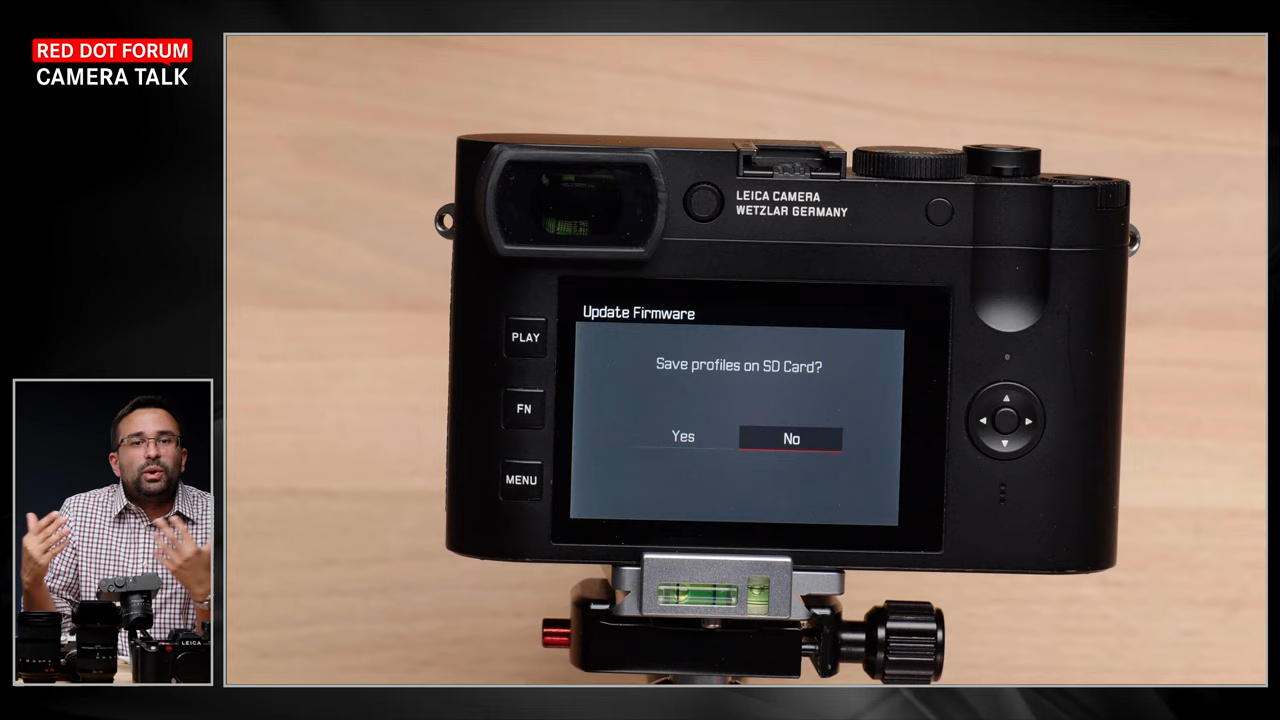 RED DOT FORUM
CAMERA TALK
LEICA CAMERA
WETZLAR GERMANY
Update Firmware
PLAY
Save profiles on SD Card?
FN
Yes
No
MENU
LEICA